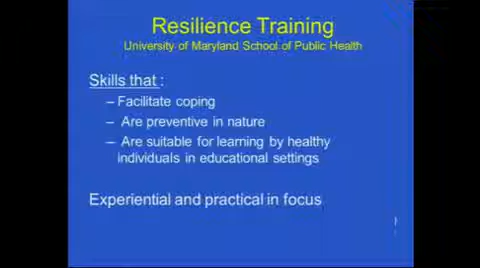 Resilience Training
University of Maryland School of Public Health
Skills that :
– Facilitate coping
– Are preventive in nature
– Are suitable for learning by healthy
individuals in educational settings
Experiential and practical in focus